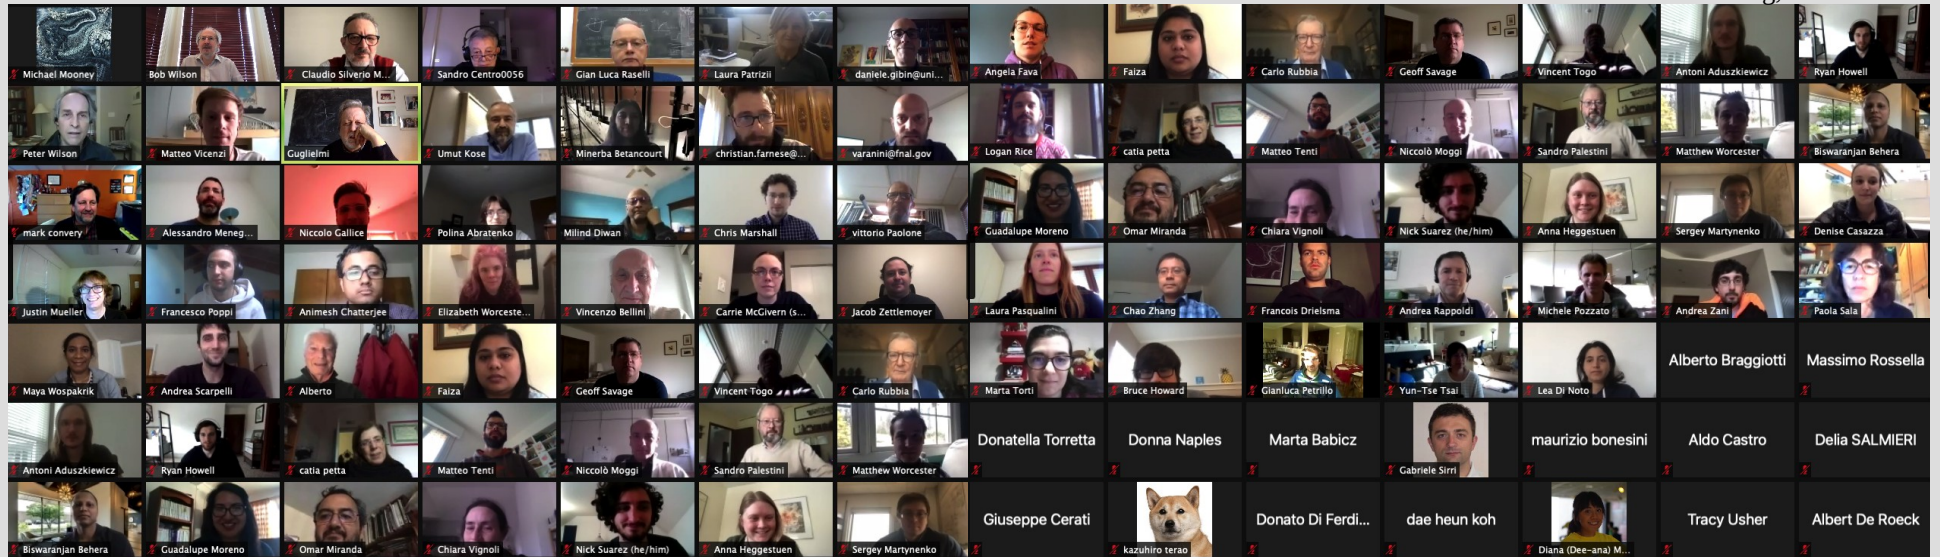 Michael Mooney
Bob Wilson
Claudio Silverio M...
Sandro Centro0056
Gian Luca Raselli
Laura Patrizii
daniele.gibin@uni...
Angela Fava
Faiza
Carlo Rubbia
Geoff Savage
Vincent Togo
Antoni Aduszkiewicz
Ryan Howell
Peter Wilson
Matteo Vicenzi
Guglielmi
Umut Kose
Minerba Betancourt
christian.farnese@...
varanini@fnal.gov
Logan Rice
catia petta
Matteo Tenti
Niccolò Moggi
Sandro Palestini
Matthew Worcester
Biswaranjan Behera
mark convery
Alessandro Meneg...
Niccolo Gallice
Polina Abratenko
Milind Diwan
Chris Marshall
vittorio Paolone
Guadalupe Moreno
Omar Miranda
Chiara Vignoli
Nick Suarez (he/him)
Anna Heggestuen
Sergey Martynenko
Denise Casazza
Justin Mueller
Francesco Poppi
Animesh Chatterjee
Elizabeth Worceste...
Vincenzo Bellini
Carrie McGivern (s...
Jacob Zettlemoyer
Laura Pasqualini
Chao Zhang
Francois Drielsma
Andrea Rappoldi
Michele Pozzato
Andrea Zani
Paola Sala
Maya Wospakrik
Andrea Scarpelli
Alberto
Faiza
Geoff Savage
Vincent Togo
Carlo Rubbia
Marta Torti
Bruce Howard
Gianluca Petrillo
Yun-Tse Tsai
Lea Di Noto
Alberto Braggiotti
Massimo Rossella
Antoni Aduszkiewicz
Ryan Howell
catia petta
Matteo Tenti
Niccolò Moggi
Sandro Palestini
Matthew Worcester
Donatella Torretta
Donna Naples
Marta Babicz
Gabriele Sirri
maurizio bonesini
Aldo Castro
Delia SALMIERI
Biswaranjan Behera
Guadalupe Moreno
Omar Miranda
Chiara Vignoli
Nick Suarez (he/him)
Anna Heggestuen
Sergey Martynenko
Giuseppe Cerati
kazuhiro terao
Donato Di Ferdi...
dae heun koh
Diana (Dee-ana) M...
Tracy Usher
Albert De Roeck